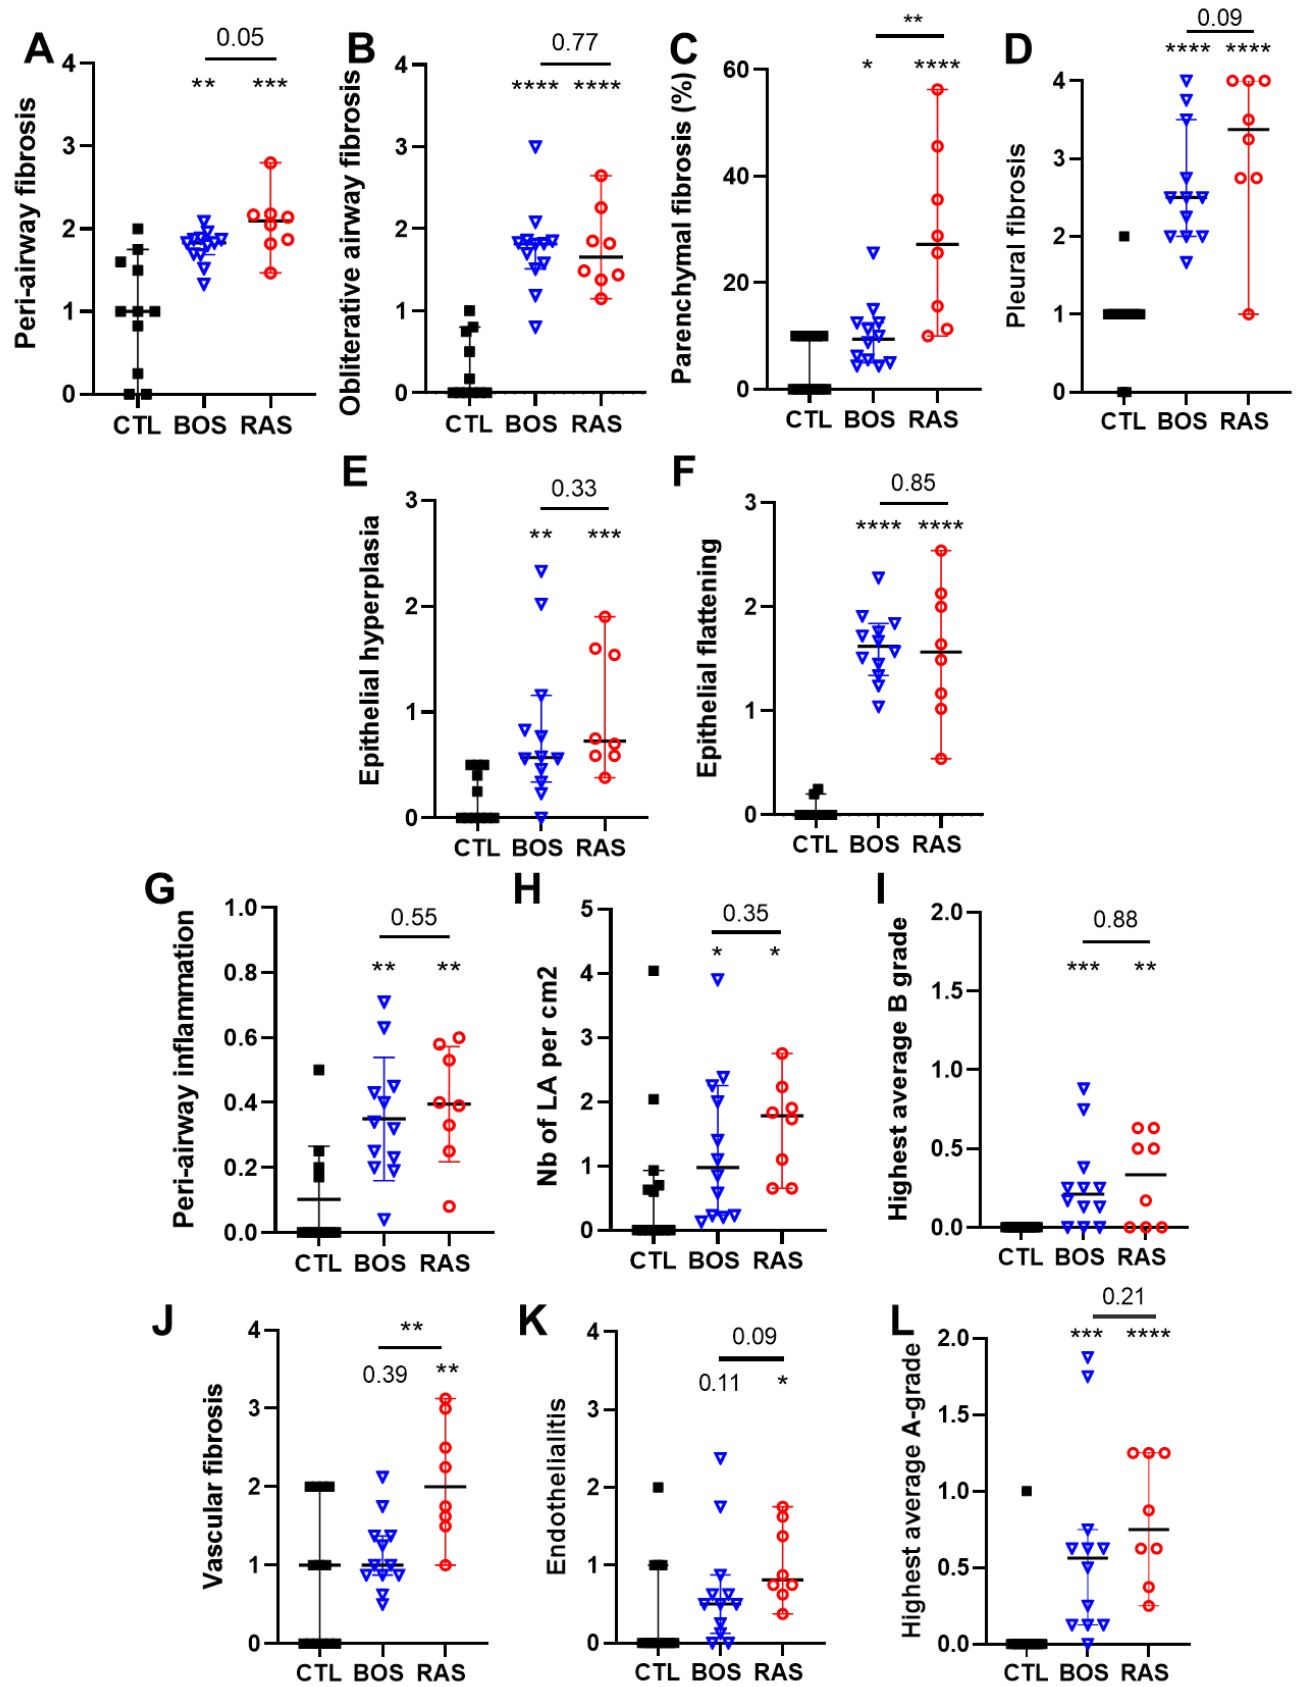 A
Peri-airway fibrosis
4
3
2
1
0
0.05
**
***
CTL BOS RAS
B
Obliterative airway fibrosis
4
3
2
1
0
0.77
****
****
CTL BOS RAS
C
Parenchymal fibrosis (%)
60
40
20
0
**
*
****
CTL BOS RAS
D
Pleural fibrosis
4
3
2
1
0
0.09
****
****
CTL BOS RAS
E
Epithelial hyperplasia
3
2
1
0
0.33
**
***
CTL BOS RAS
F
Epithelial flattening
3
2
1
0
0.85
****
****
CTL BOS RAS
G
Peri-airway inflammation
1.0
0.8
0.6
0.4
0.2
0.0
0.55
**
**
CTL BOS RAS
H
Nb of LA per cm2
5
4
3
2
1
0
0.35
*
*
CTL BOS RAS
I
Highest average B grade
2.0
1.5
1.0
0.5
0.0
0.88
***
**
CTL BOS RAS
J
Vascular fibrosis
4
3
2
1
0
**
0.39
**
CTL BOS RAS
K
Endothelialitis
4
3
2
1
0
0.09
0.11
*
CTL BOS RAS
L
Highest average A-grade
2.0
1.5
1.0
0.5
0.0
0.21
***
****
CTL BOS RAS